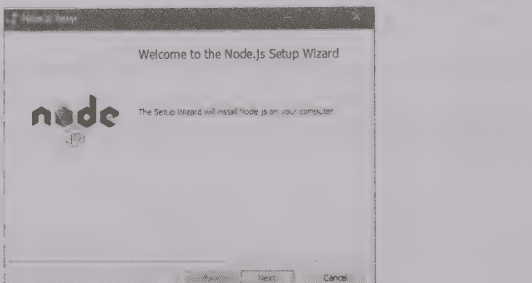 Node.js Setup
Welcome to the Node.js Setup Wizard
node
JS
The Setup Wizard will install Node.js on your computer
Next
Cancel